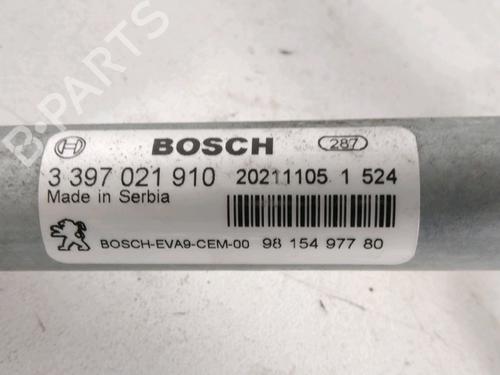 B-PARTS
BOSCH 287
3 397 021 910 20211105 1 524
Made in Serbia
BOSCH-EVA9-CEM-00 98 154 977 80